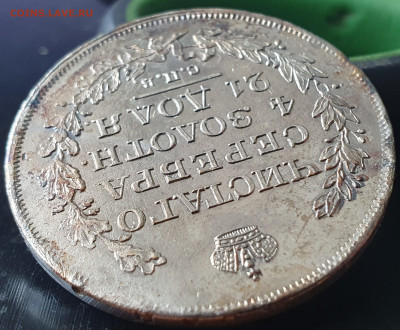 ЧИСТАГО
СЕРЕБРА
4. ЗОЛОТН
21 ДОЛЯ
С.П.Б